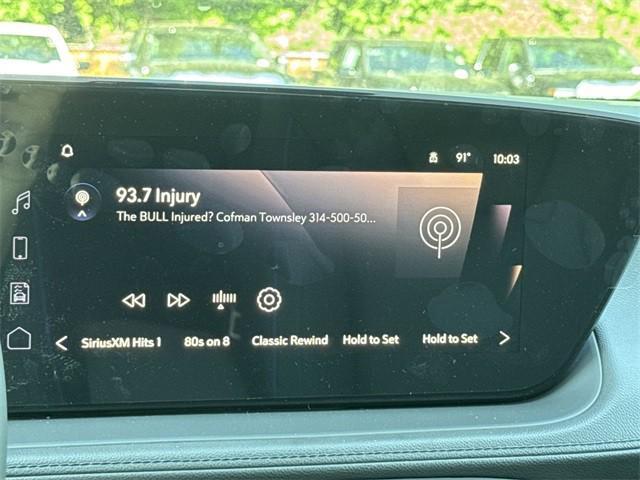 91° 10:03
93.7 Injury
The BULL Injured? Cofman Townsley 314-500-50...
SiriusXM Hits 1 80s on 8 Classic Rewind Hold to Set Hold to Set